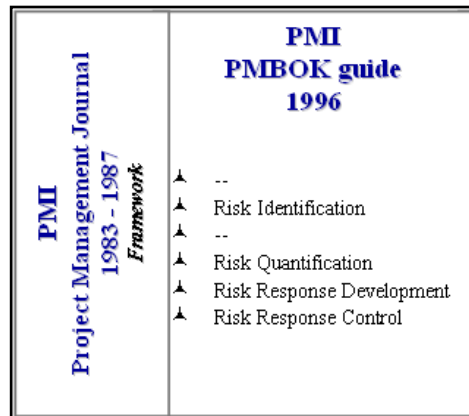 PMI
Project Management Journal
1983 - 1987
Framework
PMI
PMBOK guide
1996
--
Risk Identification
--
Risk Quantification
Risk Response Development
Risk Response Control